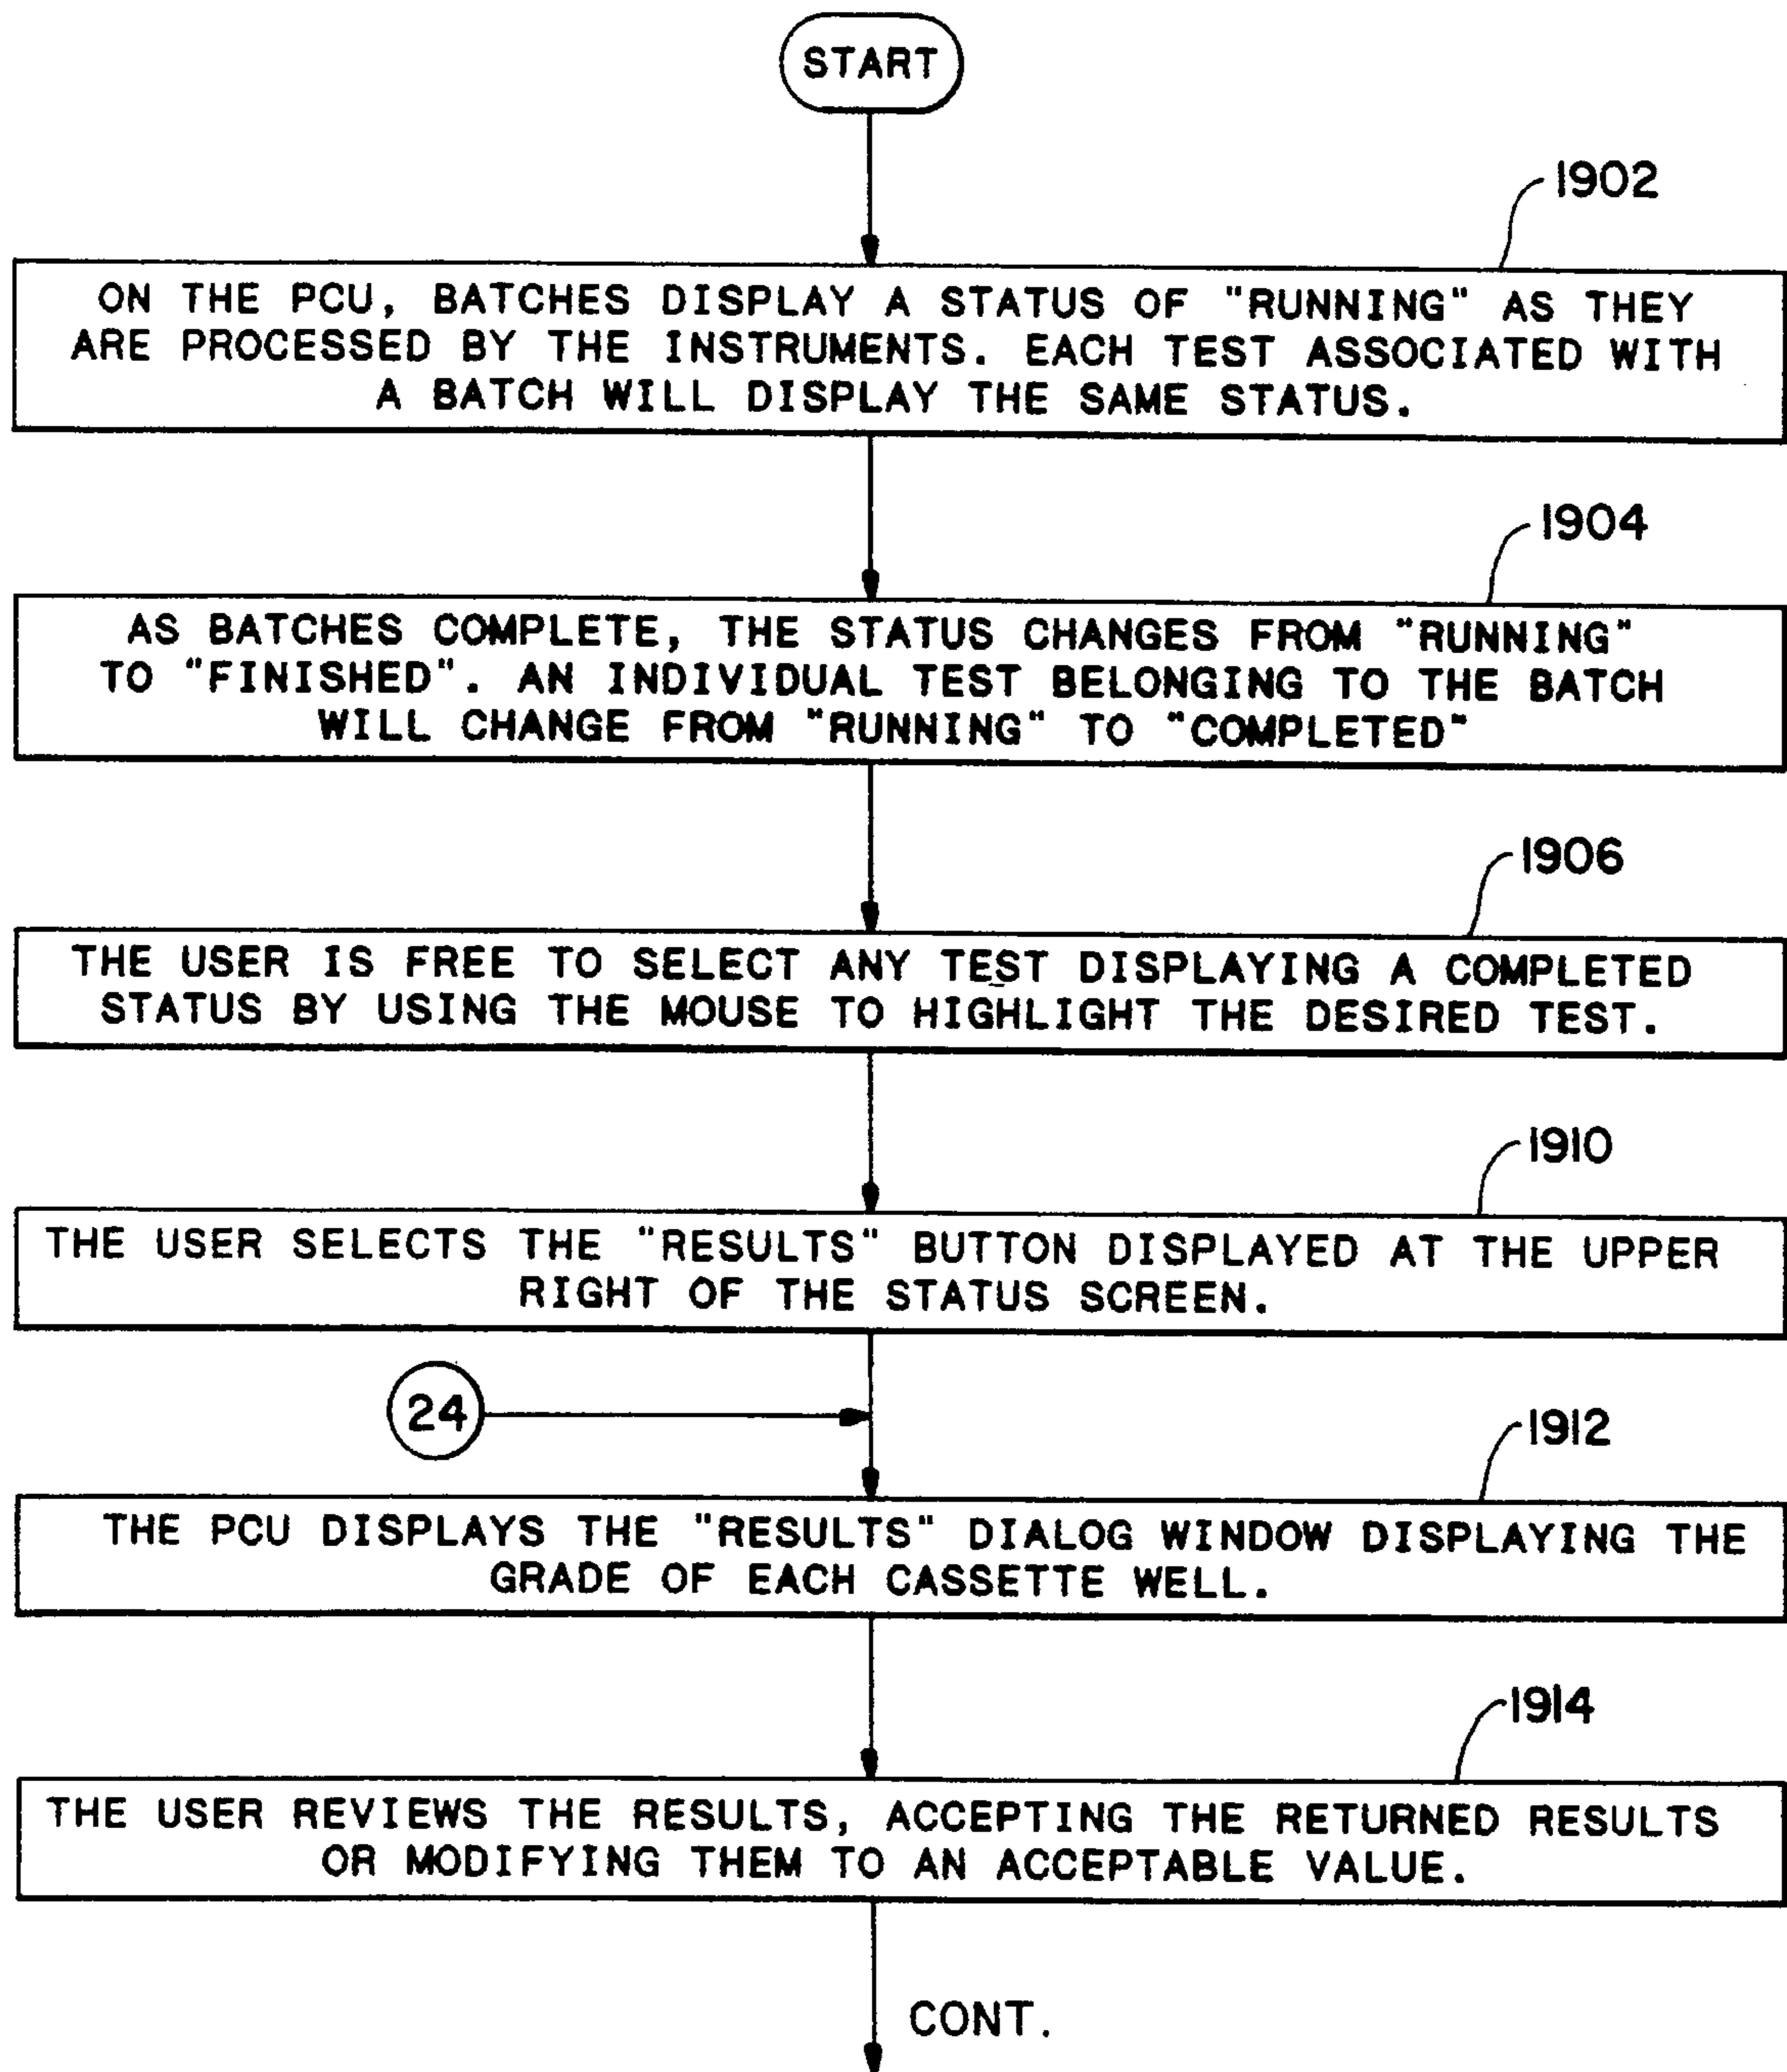 START
1902
ON THE PCU, BATCHES DISPLAY A STATUS OF "RUNNING" AS THEY
ARE PROCESSED BY THE INSTRUMENTS. EACH TEST ASSOCIATED WITH
A BATCH WILL DISPLAY THE SAME STATUS.
1904
AS BATCHES COMPLETE, THE STATUS CHANGES FROM "RUNNING"
TO "FINISHED". AN INDIVIDUAL TEST BELONGING TO THE BATCH
WILL CHANGE FROM "RUNNING" TO "COMPLETED"
1906
THE USER IS FREE TO SELECT ANY TEST DISPLAYING A COMPLETED
STATUS BY USING THE MOUSE TO HIGHLIGHT THE DESIRED TEST.
1910
THE USER SELECTS THE "RESULTS" BUTTON DISPLAYED AT THE UPPER
RIGHT OF THE STATUS SCREEN.
24
1912
THE PCU DISPLAYS THE "RESULTS" DIALOG WINDOW DISPLAYING THE
GRADE OF EACH CASSETTE WELL.
1914
THE USER REVIEWS THE RESULTS, ACCEPTING THE RETURNED RESULTS
OR MODIFYING THEM TO AN ACCEPTABLE VALUE.
CONT.